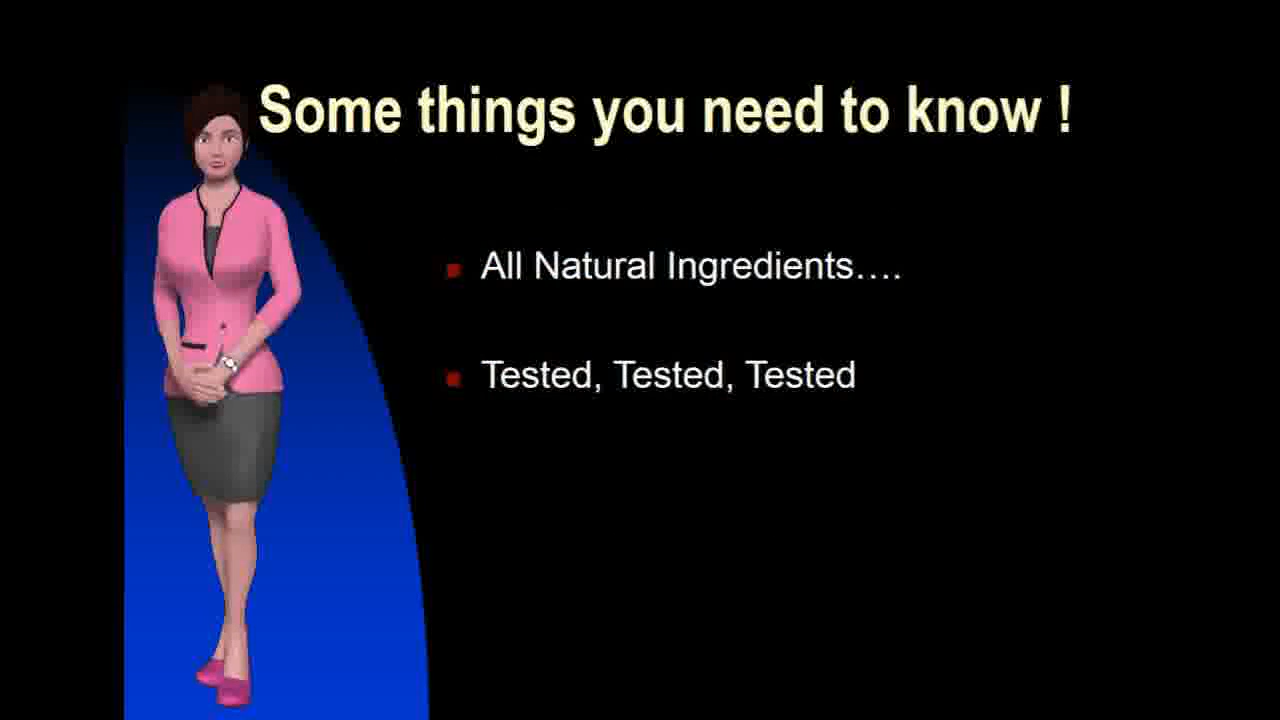 Some things you need to know !
All Natural Ingredients….
Tested, Tested, Tested